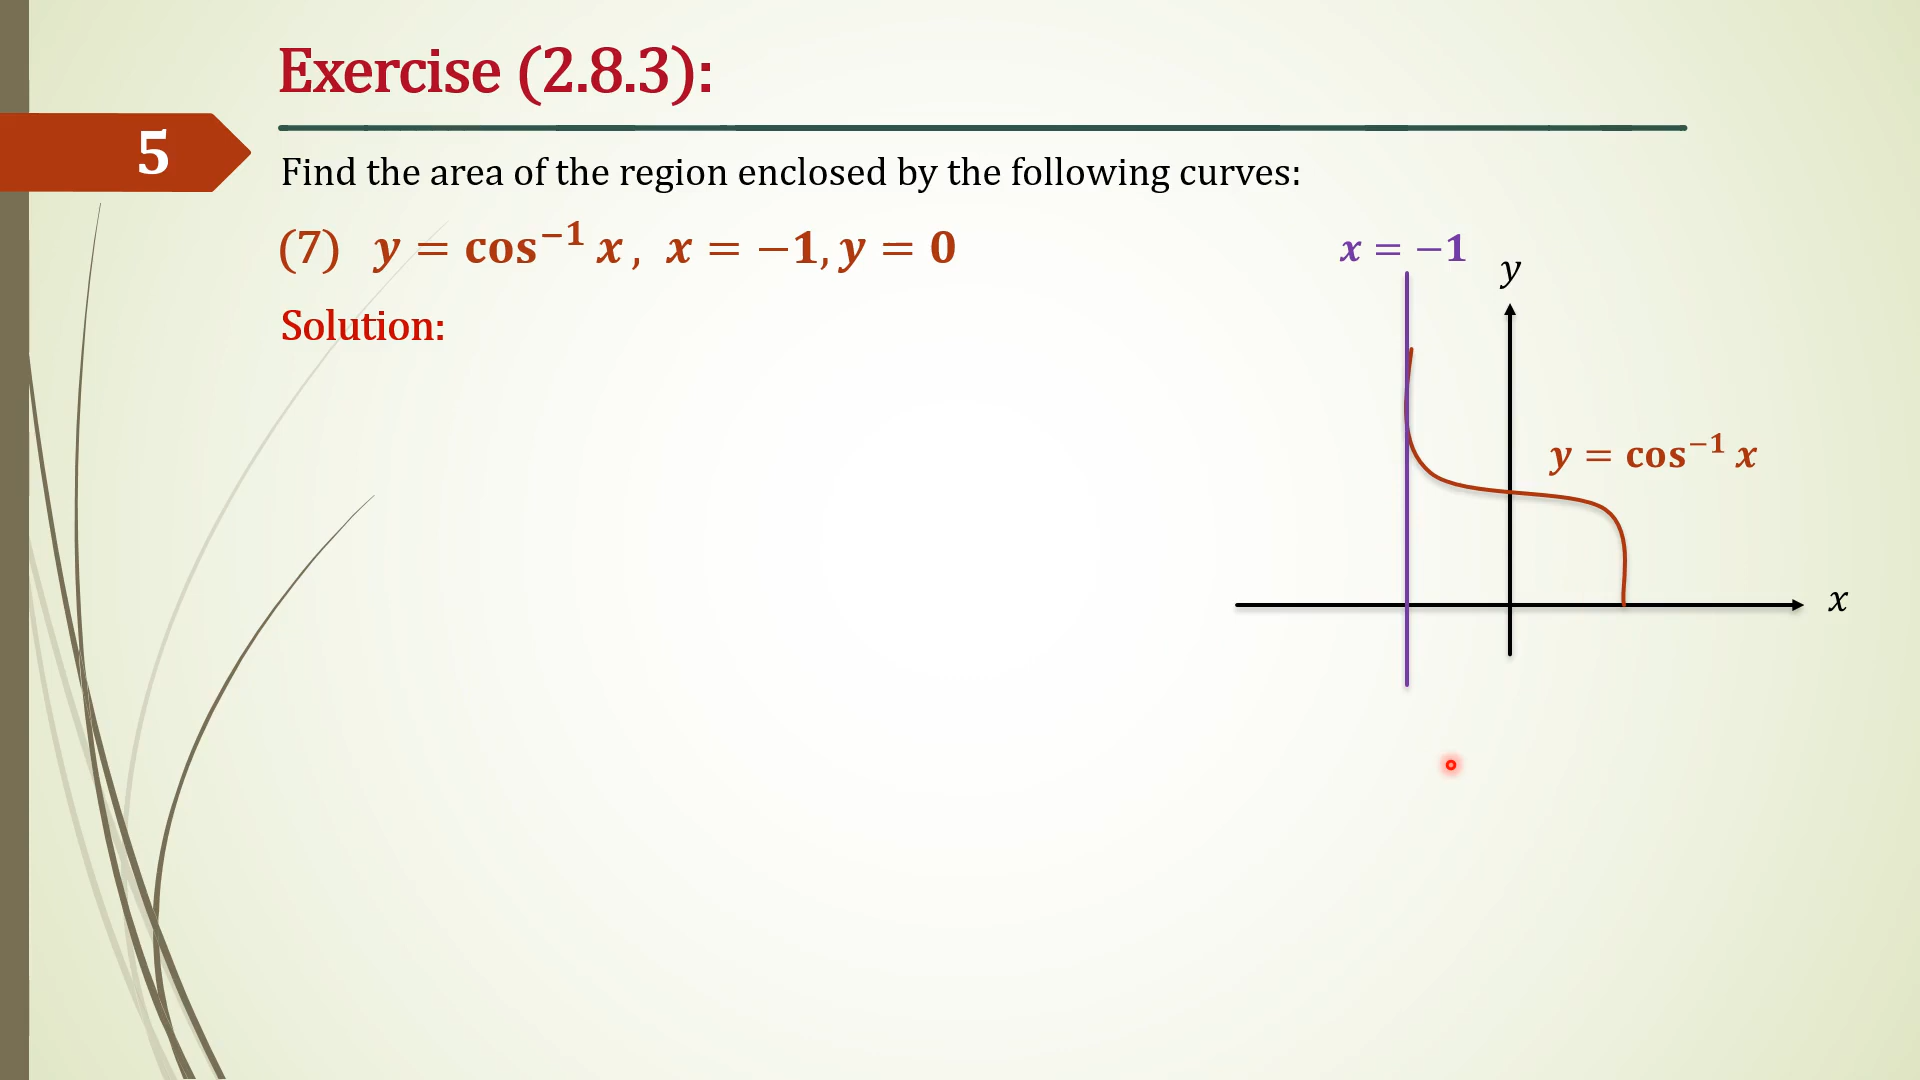 Exercise (2.8.3):
5
Find the area of the region enclosed by the following curves:
(7) y = cos⁻¹ x , x = −1, y = 0
Solution:
x = −1
y
y = cos⁻¹ x
x